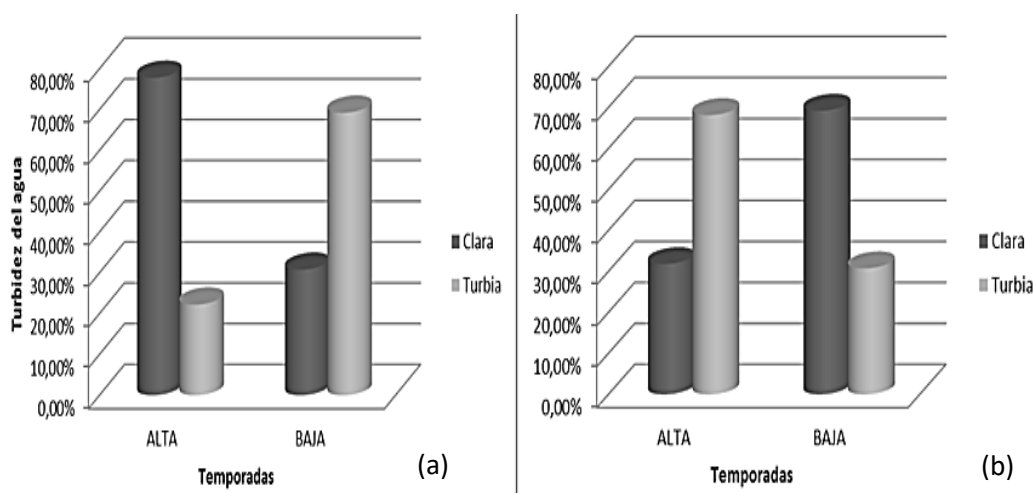 Turbidez del agua
80,00%
70,00%
60,00%
50,00%
40,00%
30,00%
20,00%
10,00%
0,00%
ALTA
BAJA
Temporadas
Clara
Turbia
(a)
80,00%
70,00%
60,00%
50,00%
40,00%
30,00%
20,00%
10,00%
0,00%
ALTA
BAJA
Temporadas
Clara
Turbia
(b)